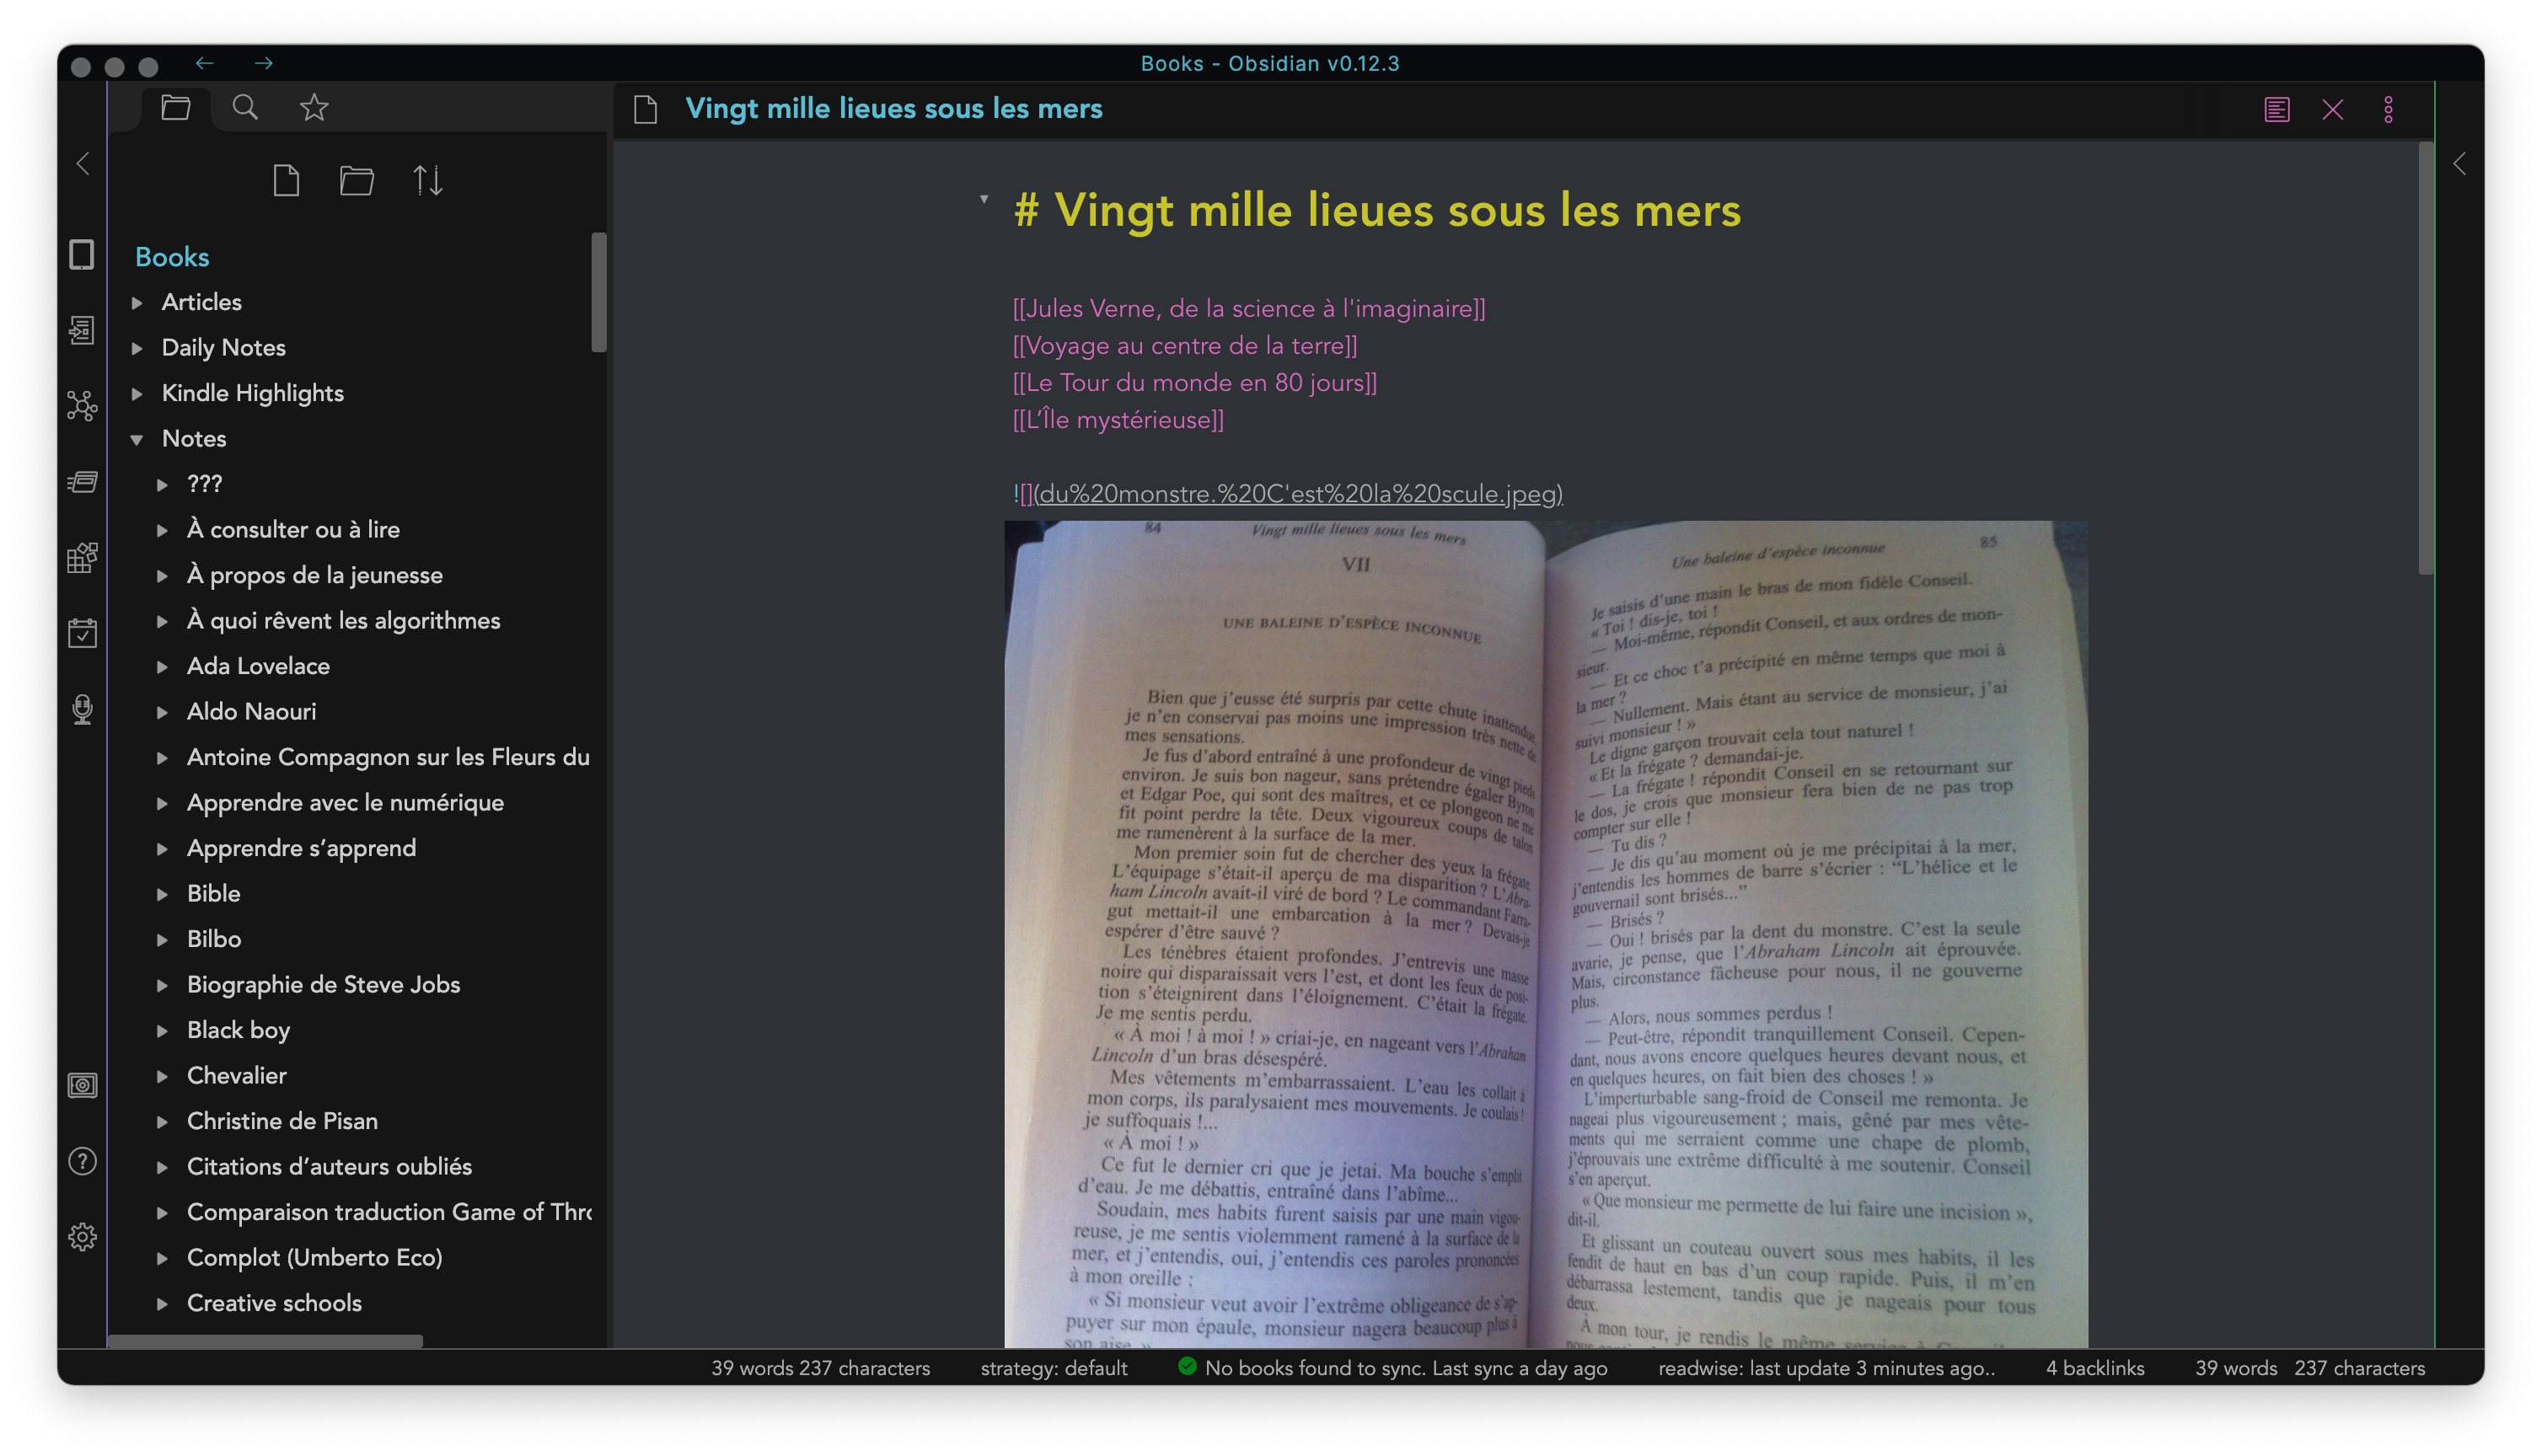 Books - Obsidian v0.12.3
Vingt mille lieues sous les mers
Books
Articles
Daily Notes
Kindle Highlights
Notes
???
À consulter ou à lire
À propos de la jeunesse
À quoi rêvent les algorithmes
Ada Lovelace
Aldo Naouri
Antoine Compagnon sur les Fleurs du
Apprendre avec le numérique
Apprendre s’apprend
Bible
Bilbo
Biographie de Steve Jobs
Black boy
Chevalier
Christine de Pisan
Citations d’auteurs oubliés
Comparaison traduction Game of Thro
Complot (Umberto Eco)
Creative schools
# Vingt mille lieues sous les mers
[[Jules Verne, de la science à l'imaginaire]]
[[Voyage au centre de la terre]]
[[Le Tour du monde en 80 jours]]
[[L’Île mystérieuse]]
![](du%20monstre.%20C'est%20la%20scule.jpeg)
84 Vingt mille lieues sous les mers
VII
UNE BALEINE D’ESPÈCE INCONNUE
Bien que j’eusse été surpris par cette chute inattendue,
je n’en conservai pas moins une impression très nette de
mes sensations.
Je fus d’abord entraîné à une profondeur de vingt pieds
environ. Je suis bon nageur, sans prétendre égaler Byron
et Edgar Poe, qui sont des maîtres, et ce plongeon ne me
fit point perdre la tête. Deux vigoureux coups de talon
me ramenèrent à la surface de la mer.
Mon premier soin fut de chercher des yeux la frégate.
L’équipage s’était-il aperçu de ma disparition ? L’Abra-
ham Lincoln avait-il viré de bord ? Le commandant Farra-
gut mettait-il une embarcation à la mer ? Devais-je
espérer d’être sauvé ?
Les ténèbres étaient profondes. J’entrevis une masse
noire qui disparaissait vers l’est, et dont les feux de posi-
tion s’éteignirent dans l’éloignement. C’était la frégate.
Je me sentis perdu.
« À moi ! à moi ! » criai-je, en nageant vers l’Abraham
Lincoln d’un bras désespéré.
Mes vêtements m’embarrassaient. L’eau les collait à
mon corps, ils paralysaient mes mouvements. Je coulais !
je suffoquais !...
« À moi ! »
Ce fut le dernier cri que je jetai. Ma bouche s’emplit
d’eau. Je me débattis, entraîné dans l’abîme...
Soudain, mes habits furent saisis par une main vigou-
reuse, je me sentis violemment ramené à la surface de la
mer, et j’entendis, oui, j’entendis ces paroles prononcées
à mon oreille :
« Si monsieur veut avoir l’extrême obligeance de s’ap-
puyer sur mon épaule, monsieur nagera beaucoup plus à
son aise. »
Une baleine d’espèce inconnue 85
Je saisis d’une main le bras de mon fidèle Conseil.
« Toi ! dis-je, toi !
— Moi-même, répondit Conseil, et aux ordres de mon-
sieur.
— Et ce choc t’a précipité en même temps que moi à
la mer ?
— Nullement. Mais étant au service de monsieur, j’ai
suivi monsieur ! »
Le digne garçon trouvait cela tout naturel !
« Et la frégate ? demandai-je.
— La frégate ! répondit Conseil en se retournant sur
le dos, je crois que monsieur fera bien de ne pas trop
compter sur elle !
— Tu dis ?
— Je dis qu’au moment où je me précipitai à la mer,
j’entendis les hommes de barre s’écrier : “L’hélice et le
gouvernail sont brisés...”
— Brisés ?
— Oui ! brisés par la dent du monstre. C’est la seule
avarie, je pense, que l’Abraham Lincoln ait éprouvée.
Mais, circonstance fâcheuse pour nous, il ne gouverne
plus.
— Alors, nous sommes perdus !
— Peut-être, répondit tranquillement Conseil. Cepen-
dant, nous avons encore quelques heures devant nous, et
en quelques heures, on fait bien des choses ! »
L’imperturbable sang-froid de Conseil me remonta. Je
nageai plus vigoureusement ; mais, gêné par mes vête-
ments qui me serraient comme une chape de plomb,
j’éprouvais une extrême difficulté à me soutenir. Conseil
s’en aperçut.
« Que monsieur me permette de lui faire une incision »,
dit-il.
Et glissant un couteau ouvert sous mes habits, il les
fendit de haut en bas d’un coup rapide. Puis, il m’en
débarrassa lestement, tandis que je nageais pour tous
deux.
À mon tour, je rendis le même service à
39 words 237 characters
strategy: default
No books found to sync. Last sync a day ago
readwise: last update 3 minutes ago..
4 backlinks
39 words 237 characters